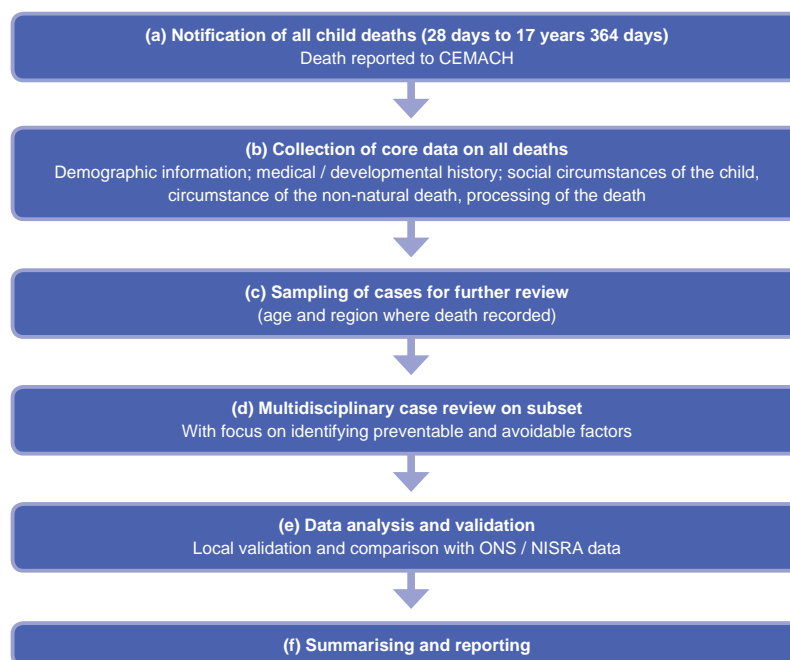 (a) Notification of all child deaths (28 days to 17 years 364 days)
Death reported to CEMACH
(b) Collection of core data on all deaths
Demographic information; medical / developmental history; social circumstances of the child,
circumstance of the non-natural death, processing of the death
(c) Sampling of cases for further review
(age and region where death recorded)
(d) Multidisciplinary case review on subset
With focus on identifying preventable and avoidable factors
(e) Data analysis and validation
Local validation and comparison with ONS / NISRA data
(f) Summarising and reporting